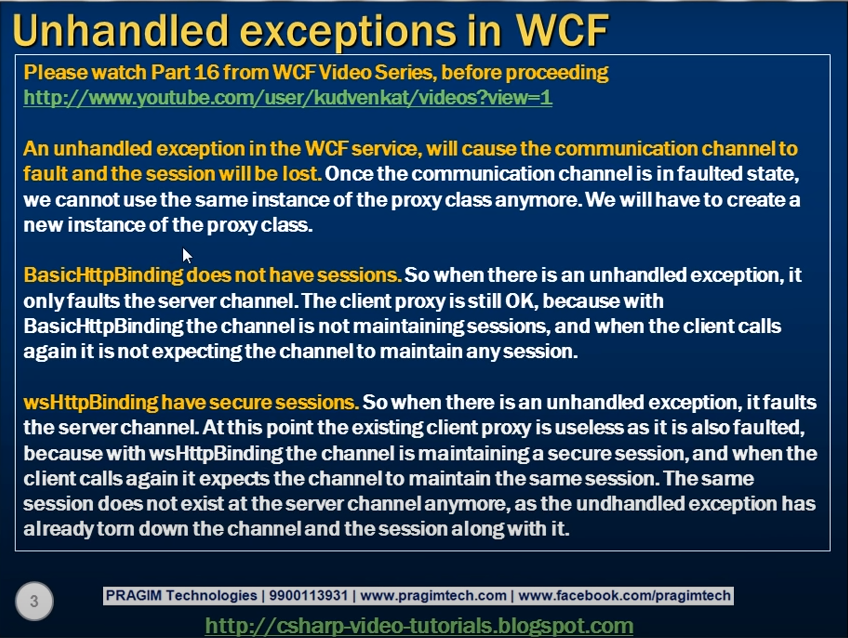 Unhandled exceptions in WCF
Please watch Part 16 from WCF Video Series, before proceeding
http://www.youtube.com/user/kudvenkat/videos?view=1
An unhandled exception in the WCF service, will cause the communication channel to
fault and the session will be lost. Once the communication channel is in faulted state,
we cannot use the same instance of the proxy class anymore. We will have to create a
new instance of the proxy class.
BasicHttpBinding does not have sessions. So when there is an unhandled exception, it
only faults the server channel. The client proxy is still OK, because with
BasicHttpBinding the channel is not maintaining sessions, and when the client calls
again it is not expecting the channel to maintain any session.
wsHttpBinding have secure sessions. So when there is an unhandled exception, it faults
the server channel. At this point the existing client proxy is useless as it is also faulted,
because with wsHttpBinding the channel is maintaining a secure session, and when the
client calls again it expects the channel to maintain the same session. The same
session does not exist at the server channel anymore, as the undhandled exception has
already torn down the channel and the session along with it.
3
PRAGIM Technologies | 9900113931 | www.pragimtech.com | www.facebook.com/pragimtech
http://csharp-video-tutorials.blogspot.com